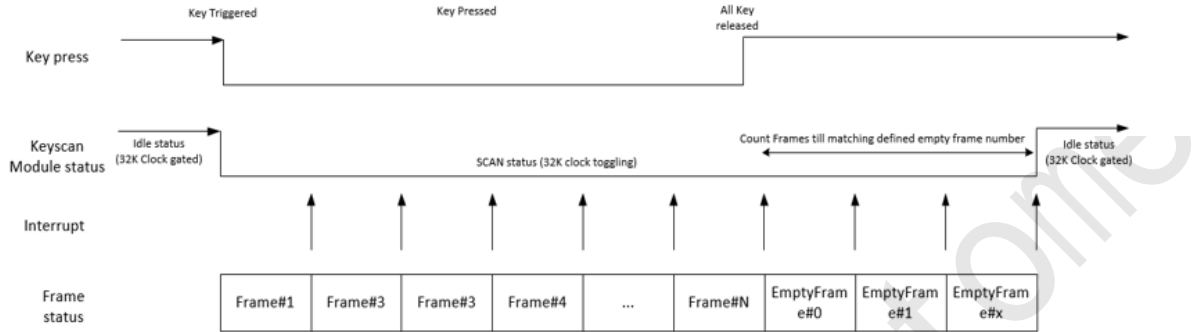 Key Triggered
Key Pressed
All Key
released
Key press
Keyscan
Module status
Idle status
(32K Clock gated)
SCAN status (32K clock toggling)
Count Frames till matching defined empty frame number
Idle status
(32K Clock gated)
Interrupt
Frame
status
Frame#1
Frame#3
Frame#3
Frame#4
...
Frame#N
EmptyFram
e#0
EmptyFram
e#1
EmptyFram
e#x
tome